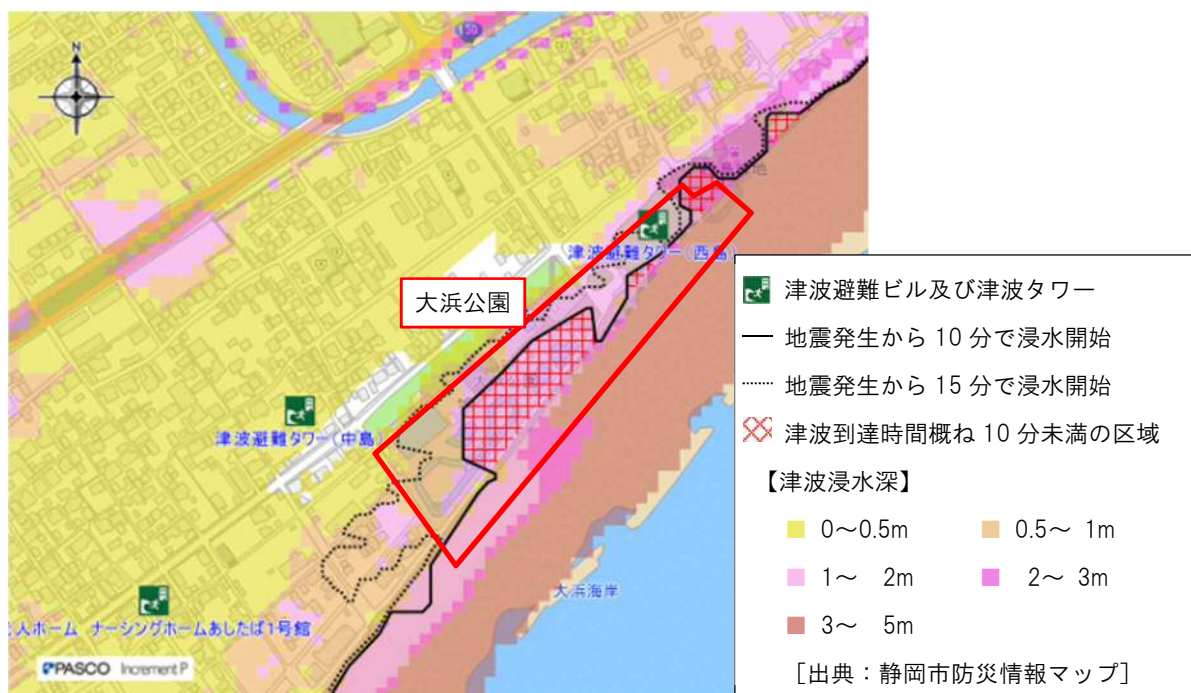 N
150
地
津波避難タワー(西島)
大浜公園
津波避難タワー(中島)
大浜海岸
人ホーム ナーシングホームあしたば1号館
PASCO Increment P
津波避難ビル及び津波タワー
地震発生から 10 分で浸水開始
地震発生から 15 分で浸水開始
津波到達時間概ね 10 分未満の区域
【津波浸水深】
0～0.5m 0.5～ 1m
1～ 2m 2～ 3m
3～ 5m
［出典：静岡市防災情報マップ］